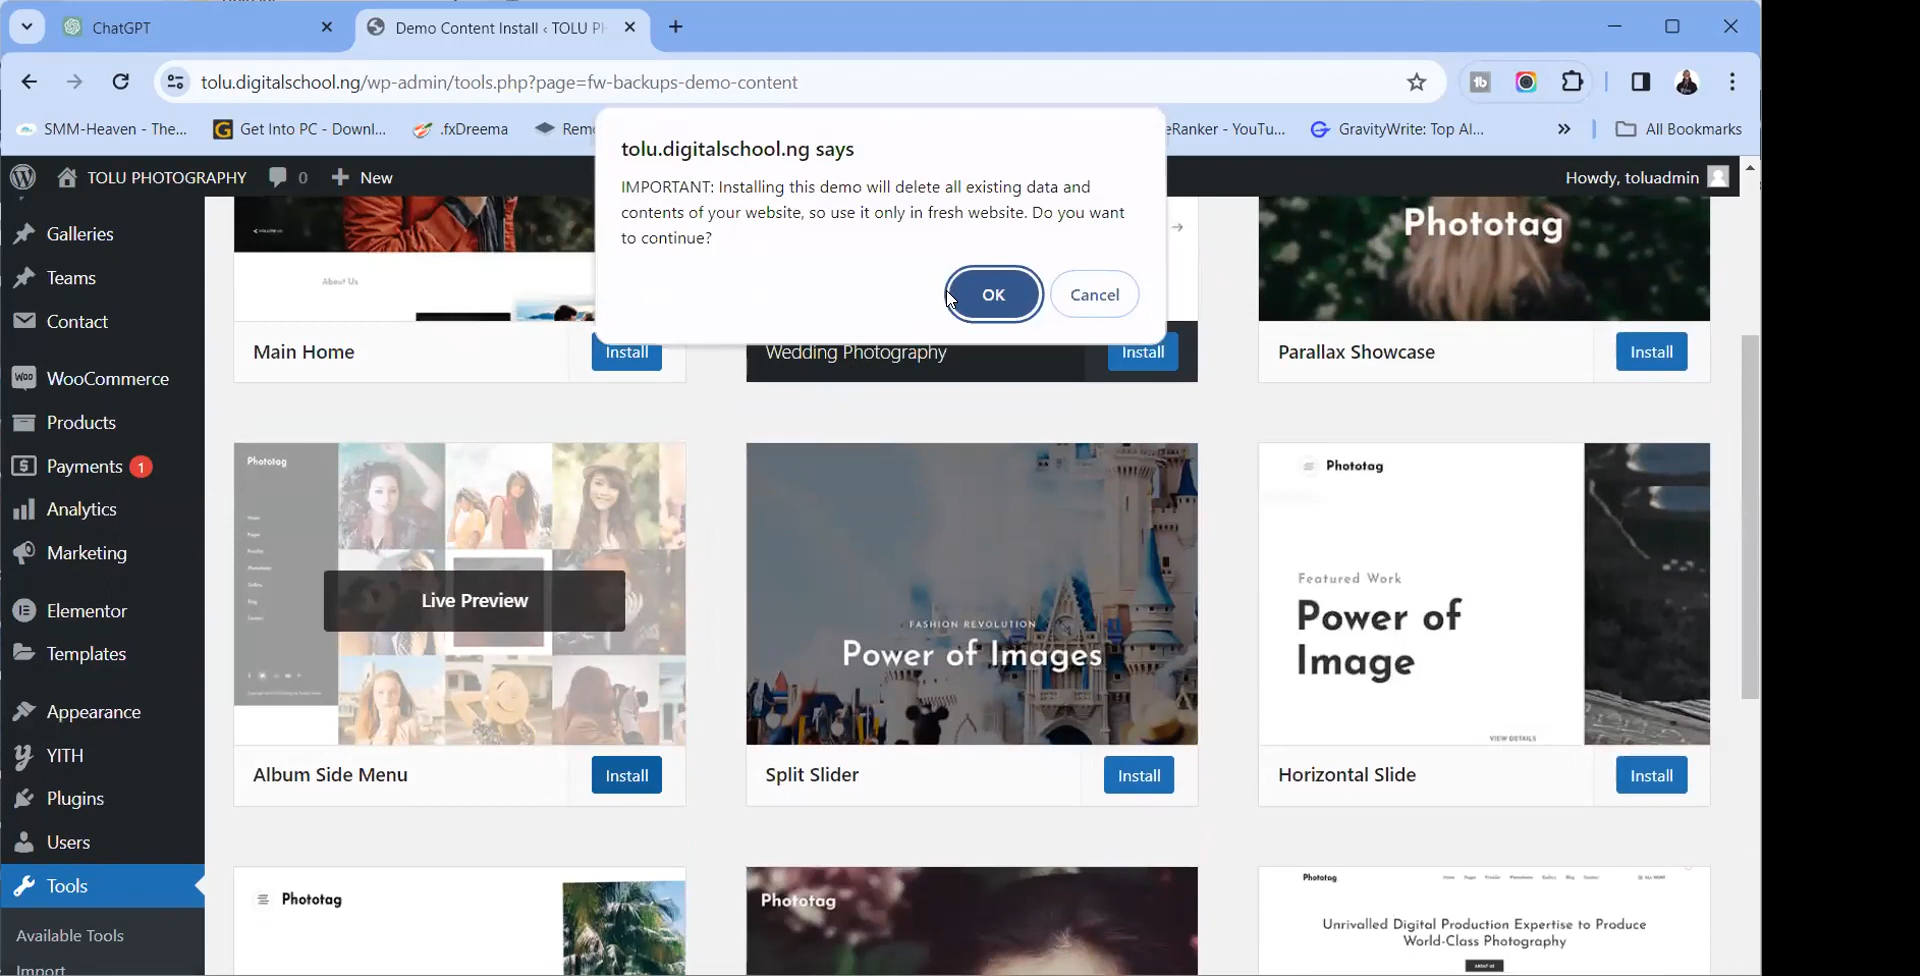 ChatGPT
Demo Content Install ‹ TOLU PH
tolu.digitalschool.ng/wp-admin/tools.php?page=fw-backups-demo-content
SMM-Heaven - The...
Get Into PC - Downl...
.fxDreema
Remo
eRanker - YouTu...
GravityWrite: Top AI...
»
All Bookmarks
TOLU PHOTOGRAPHY
0
New
Howdy, toluadmin
tolu.digitalschool.ng says
IMPORTANT: Installing this demo will delete all existing data and
contents of your website, so use it only in fresh website. Do you want
to continue?
OK
Cancel
Galleries
Teams
Contact
WooCommerce
Products
Payments 1
Analytics
Marketing
Elementor
Templates
Appearance
YITH
Plugins
Users
Tools
Available Tools
Import
About Us
Main Home
Install
Wedding Photography
Install
Phototag
Parallax Showcase
Install
Phototag
Live Preview
Album Side Menu
Install
FASHION REVOLUTION
Power of Images
Split Slider
Install
Phototag
Featured Work
Power of
Image
VIEW DETAILS
Horizontal Slide
Install
Phototag
Phototag
Phototag
Unrivalled Digital Production Expertise to Produce
World-Class Photography
ABOUT US